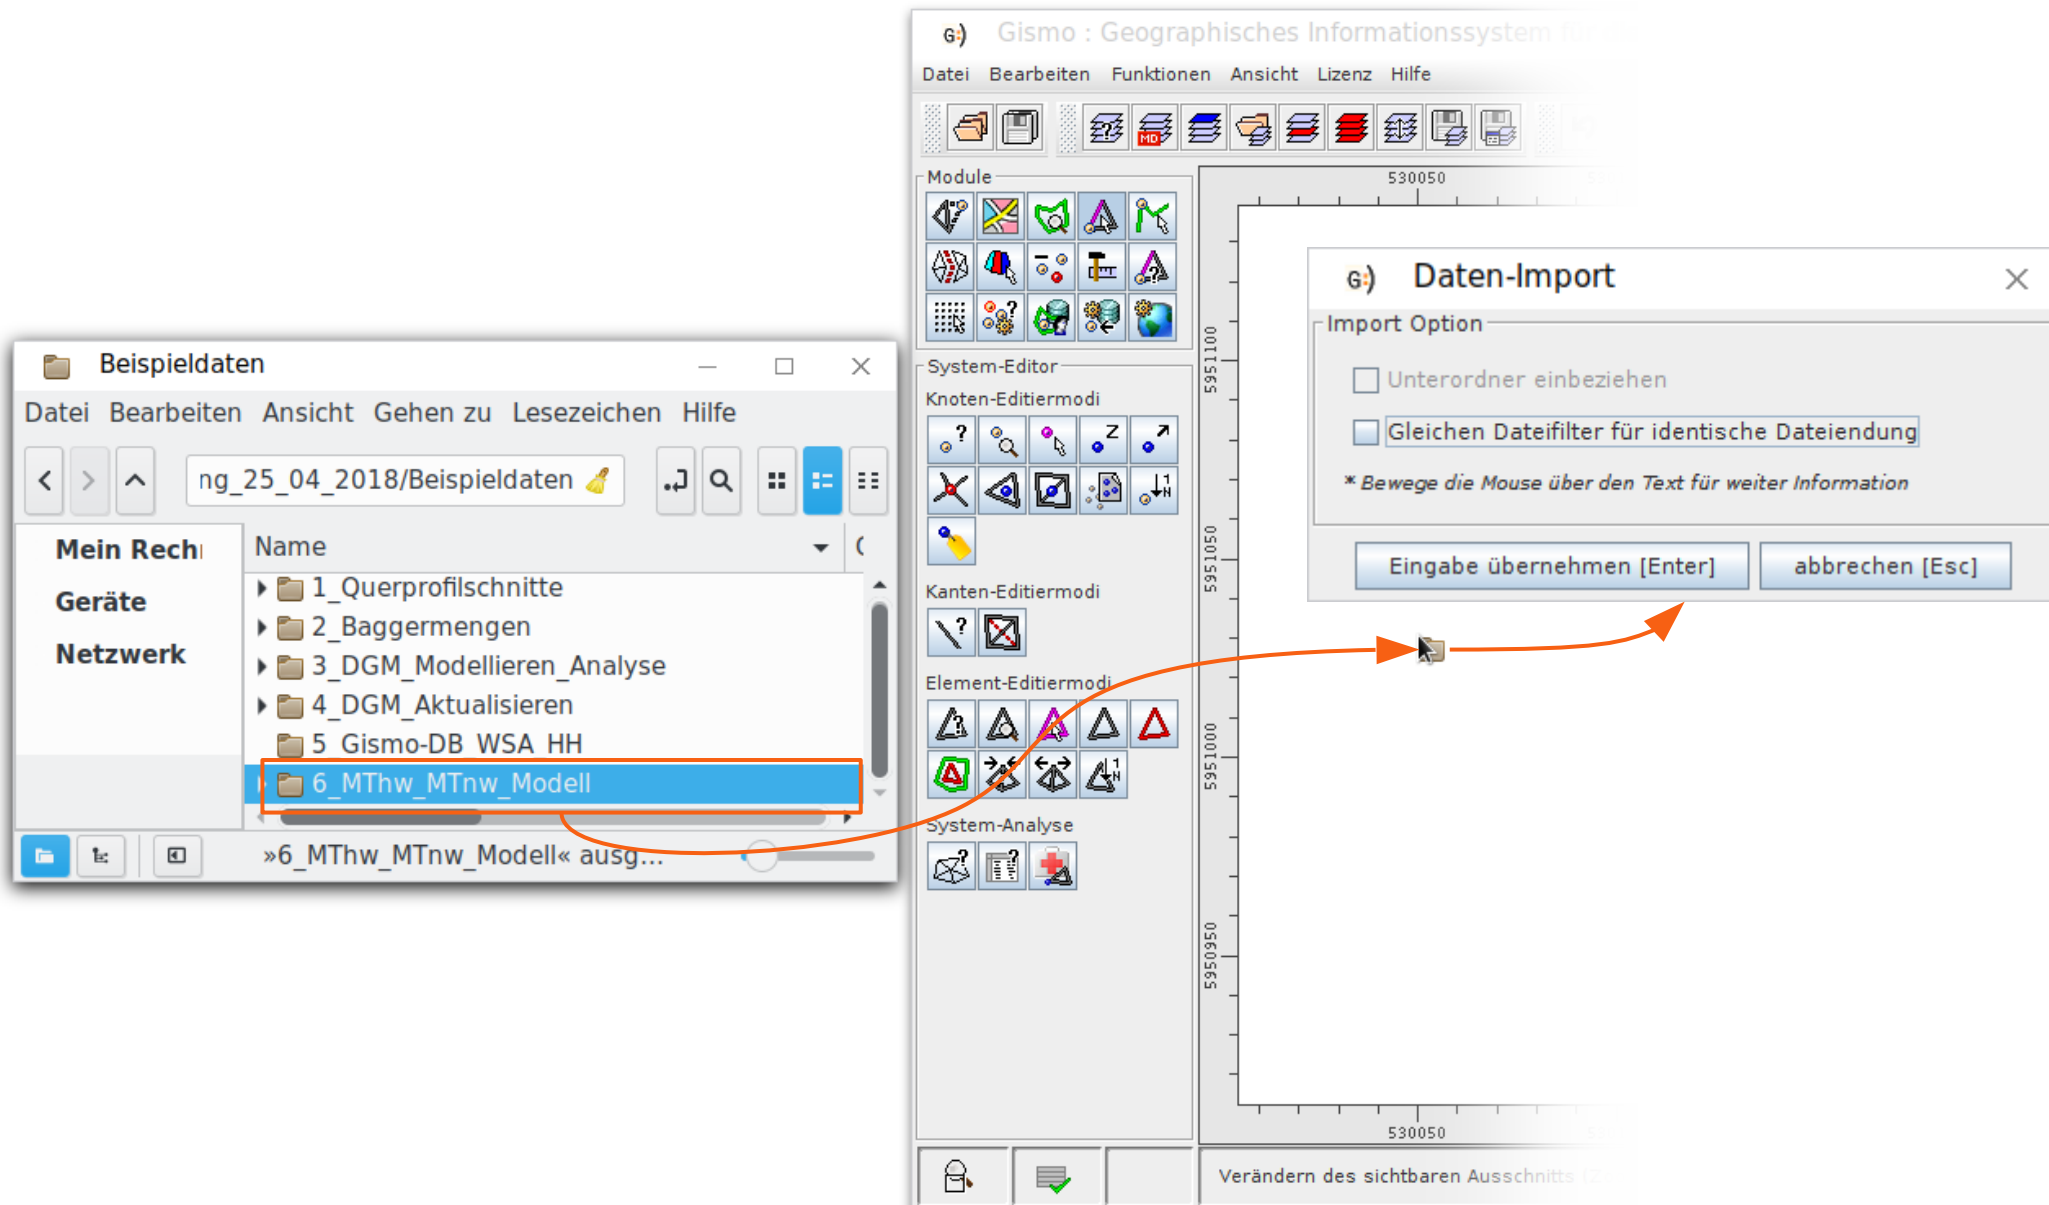 Beispieldaten
Datei Bearbeiten Ansicht Gehen zu Lesezeichen Hilfe
ng_25_04_2018/Beispieldaten
Mein Rech
Geräte
Netzwerk
Name
1_Querprofilschnitte
2_Baggermengen
3_DGM_Modellieren_Analyse
4_DGM_Aktualisieren
5_Gismo-DB_WSA_HH
6_MThw_MTnw_Modell
»6_MThw_MTnw_Modell« ausg...
G:)
Gismo : Geographisches Informationssystem
Datei Bearbeiten Funktionen Ansicht Lizenz Hilfe
MD
Module
System-Editor
Knoten-Editiermodi
Kanten-Editiermodi
Element-Editiermodi
System-Analyse
530050
5951100
5951050
5951000
5950950
530050
Verändern des sichtbaren Ausschnitts
G:)
Daten-Import
Import Option
Unterordner einbeziehen
Gleichen Dateifilter für identische Dateiendung
* Bewege die Mouse über den Text für weiter Information
Eingabe übernehmen [Enter]
abbrechen [Esc]